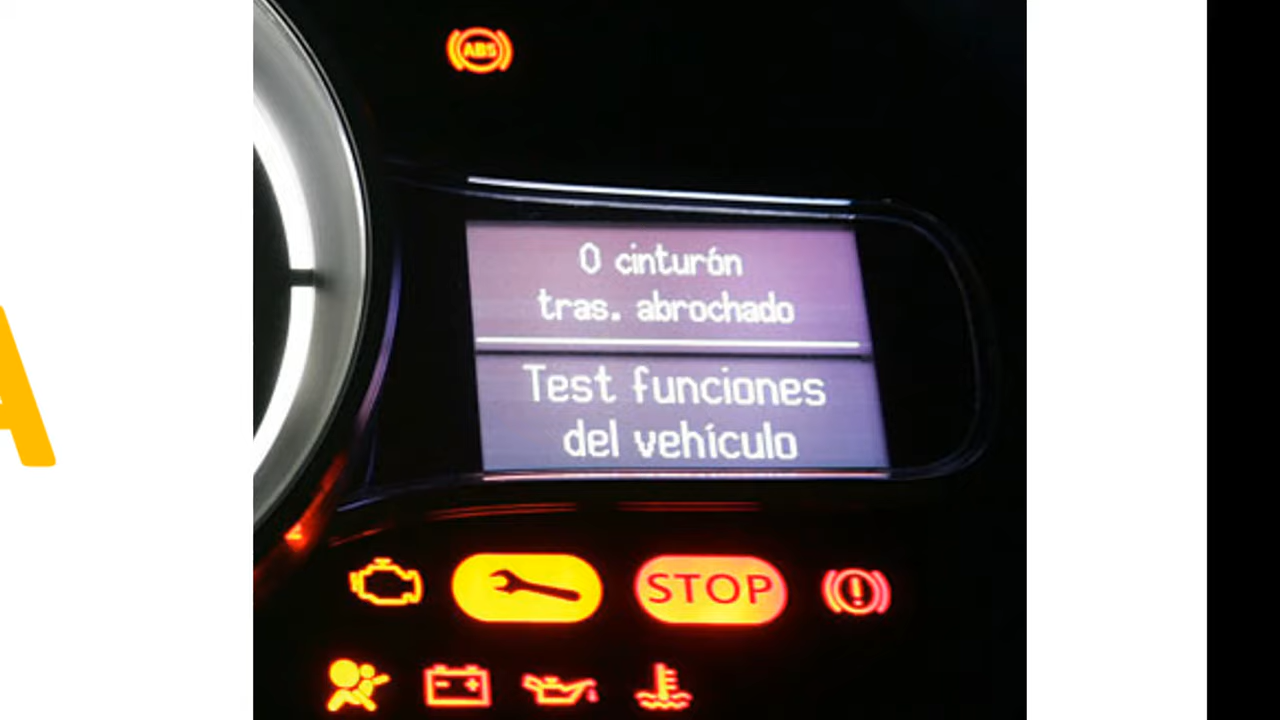 ABS
0 cinturón
tras. abrochado
Test funciones
del vehículo
STOP
A